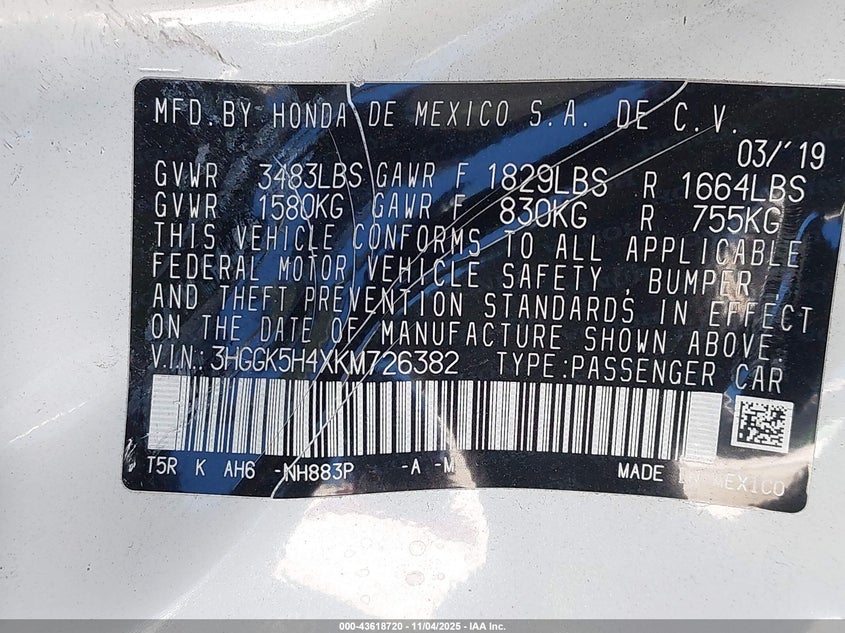 MFD. BY HONDA DE MEXICO S.A. DE C.V.
03/'19
GVWR 3483LBS GAWR F 1829LBS R 1664LBS
GVWR 1580KG GAWR F 830KG R 755KG
THIS VEHICLE CONFORMS TO ALL APPLICABLE
FEDERAL MOTOR VEHICLE SAFETY, BUMPER,
AND THEFT PREVENTION STANDARDS IN EFFECT
ON THE DATE OF MANUFACTURE SHOWN ABOVE.
VIN: 3HGGK5H4XKM726382 TYPE:PASSENGER CAR
T5R K AH6 -NH883P -A -M MADE IN MEXICO
000-43618720 — 11/04/2025 — IAA Inc.